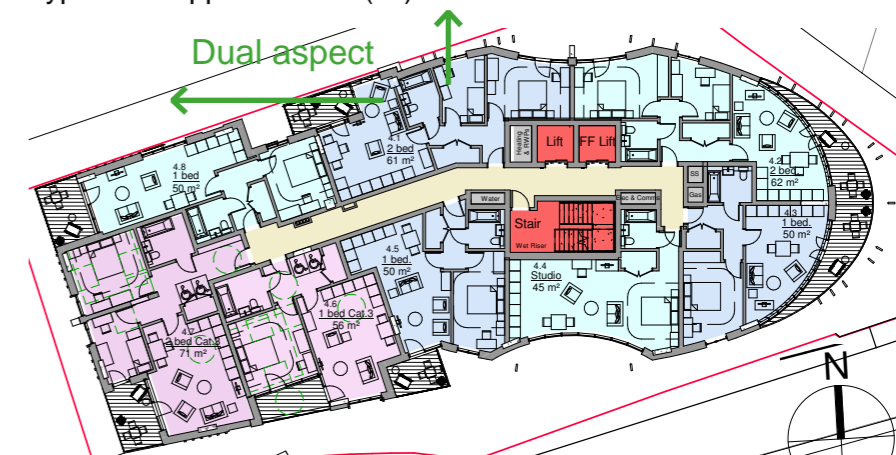 Dual aspect
4.1
2 bed
61 m²
Heating
& RWPs
Lift
FF Lift
4.8
1 bed
50 m²
4.2
2 bed
62 m²
SS
Gas
Water
Elec & Comms
Stair
Wet Riser
4.3
1 bed.
50 m²
4.5
1 bed.
50 m²
4.4
Studio
45 m²
4.6
1 bed Cat.3
56 m²
4.7
2 bed Cat.3
71 m²
N